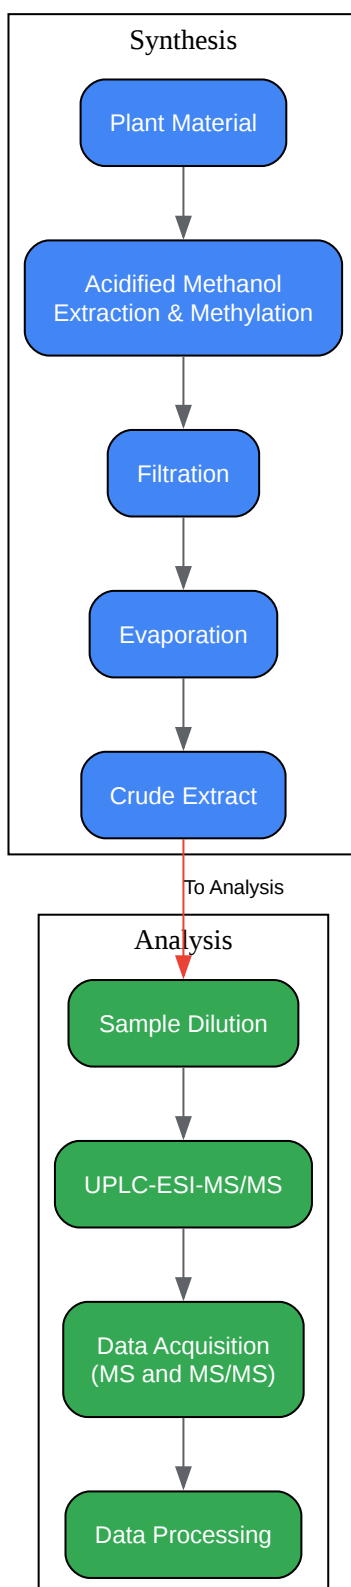 Synthesis
Plant Material
Acidified Methanol
Extraction & Methylation
Filtration
Evaporation
Crude Extract
To Analysis
Analysis
Sample Dilution
UPLC-ESI-MS/MS
Data Acquisition
(MS and MS/MS)
Data Processing